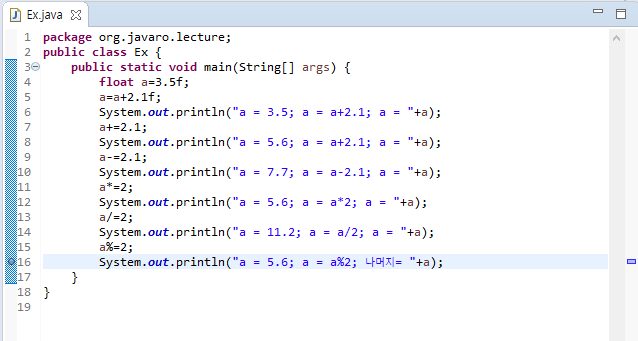 Ex.java
1 package org.javaro.lecture;
2 public class Ex {
3 public static void main(String[] args) {
4 float a=3.5f;
5 a=a+2.1f;
6 System.out.println("a = 3.5; a = a+2.1; a = "+a);
7 a+=2.1;
8 System.out.println("a = 5.6; a = a+2.1; a = "+a);
9 a-=2.1;
10 System.out.println("a = 7.7; a = a-2.1; a = "+a);
11 a*=2;
12 System.out.println("a = 5.6; a = a*2; a = "+a);
13 a/=2;
14 System.out.println("a = 11.2; a = a/2; a = "+a);
15 a%=2;
16 System.out.println("a = 5.6; a = a%2; 나머지= "+a);
17 }
18 }
19